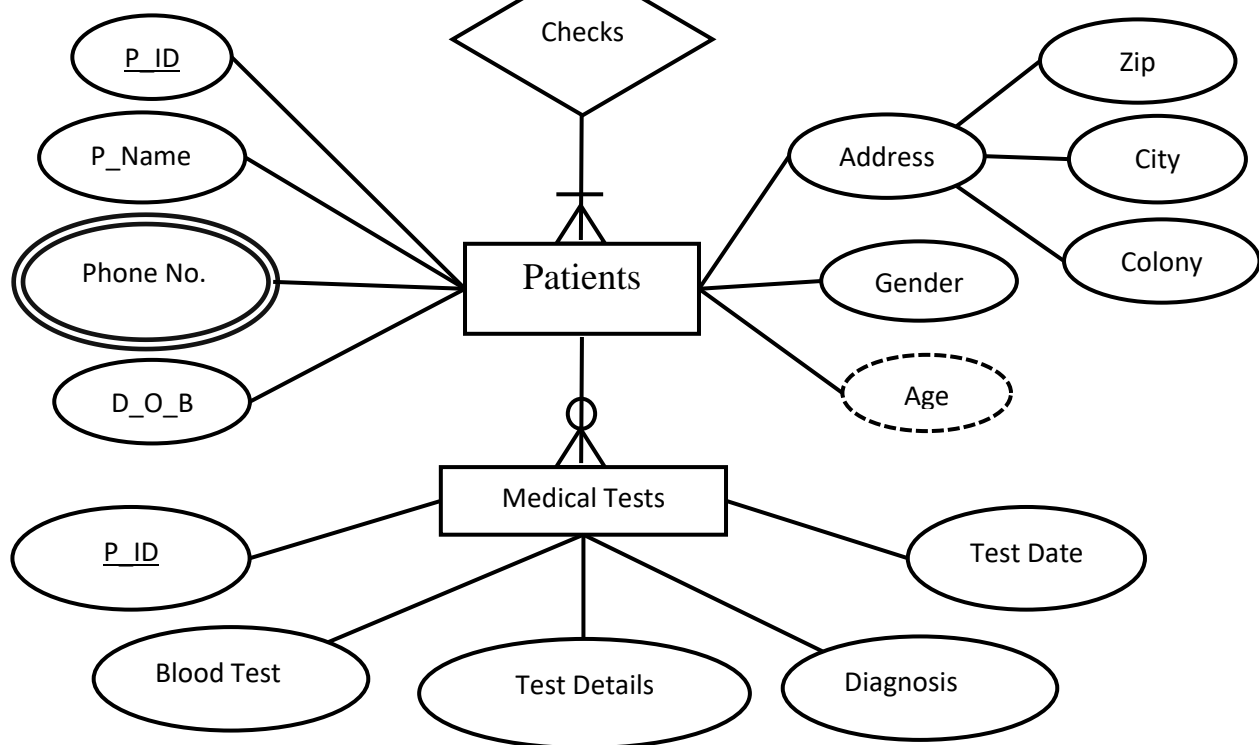 Checks
P_ID
Zip
P_Name
Address
City
Phone No.
Patients
Gender
Colony
D_O_B
Age
Medical Tests
P_ID
Test Date
Blood Test
Test Details
Diagnosis